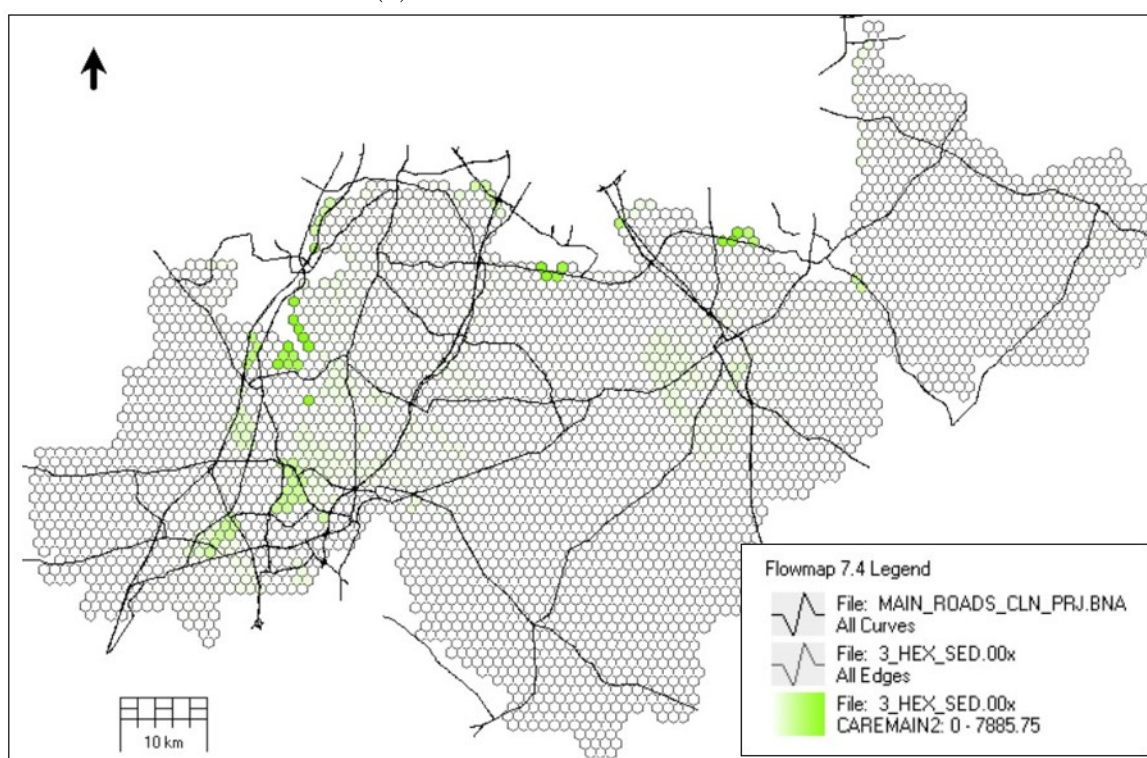 (a)
10 km
Flowmap 7.4 Legend
File: MAIN_ROADS_CLN_PRJ.BNA
All Curves
File: 3_HEX_SED.00x
All Edges
File: 3_HEX_SED.00x
CAREMAIN2: 0 - 7885.75